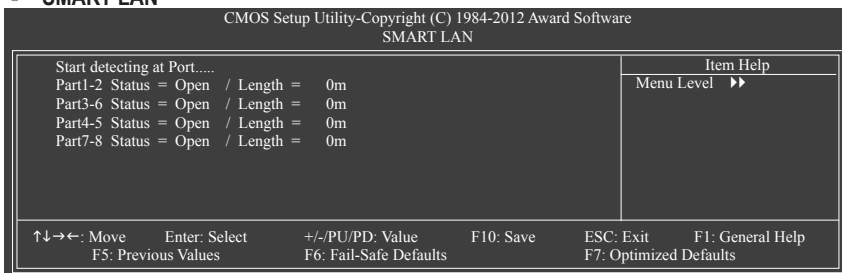 SMART LAN
CMOS Setup Utility-Copyright (C) 1984-2012 Award Software
SMART LAN
Start detecting at Port.....
Part1-2 Status = Open / Length = 0m
Part3-6 Status = Open / Length = 0m
Part4-5 Status = Open / Length = 0m
Part7-8 Status = Open / Length = 0m
Item Help
Menu Level ▶▶
↑↓→←: Move Enter: Select +/-/PU/PD: Value F10: Save ESC: Exit F1: General Help
F5: Previous Values F6: Fail-Safe Defaults F7: Optimized Defaults